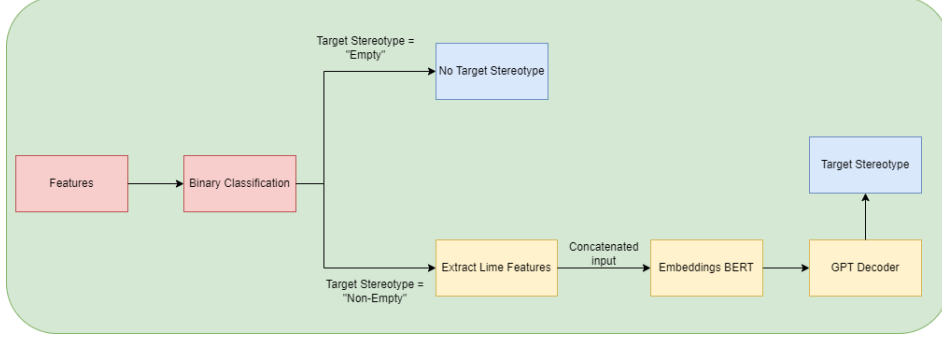 Target Stereotype =
"Empty"
No Target Stereotype
Features
Binary Classification
Target Stereotype
Target Stereotype =
"Non-Empty"
Extract Lime Features
Concatenated
input
Embeddings BERT
GPT Decoder